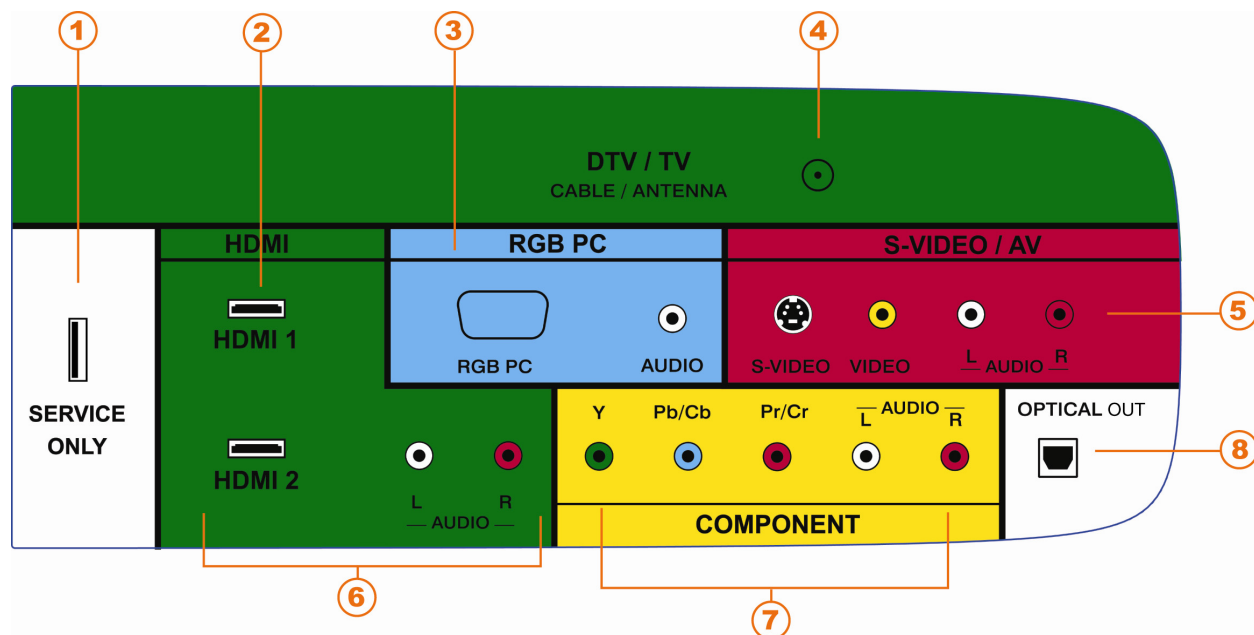 1 2 3 4
DTV / TV
CABLE / ANTENNA
HDMI RGB PC S-VIDEO / AV
HDMI 1
5
RGB PC AUDIO S-VIDEO VIDEO L AUDIO R
SERVICE
ONLY
HDMI 2
L R
AUDIO
Y Pb/Cb Pr/Cr L AUDIO R
COMPONENT
OPTICAL OUT
8
6
7